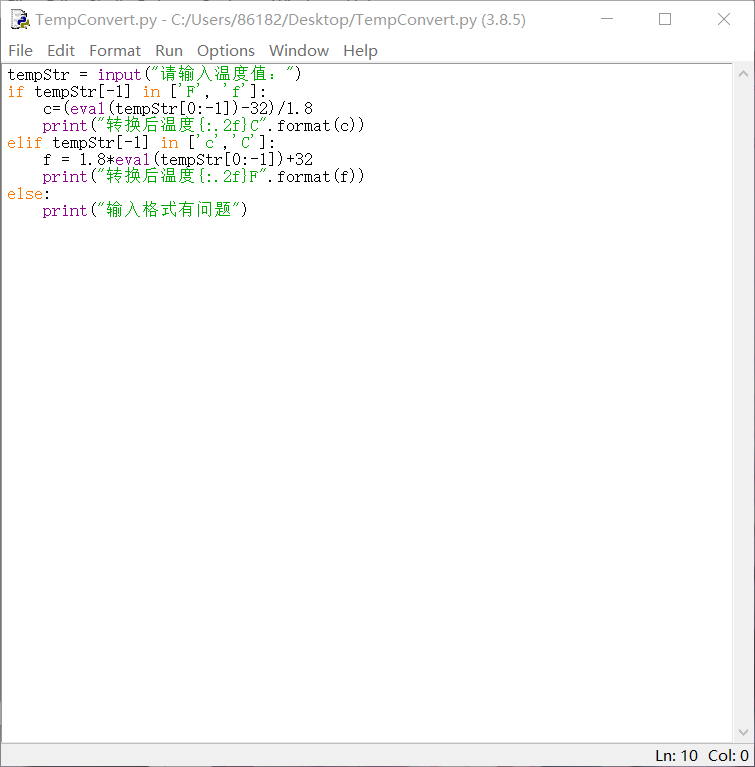 TempConvert.py - C:/Users/86182/Desktop/TempConvert.py (3.8.5)
File Edit Format Run Options Window Help
tempStr = input("请输入温度值：")
if tempStr[-1] in ['F', 'f']:
    c=(eval(tempStr[0:-1])-32)/1.8
    print("转换后温度{:.2f}C".format(c))
elif tempStr[-1] in ['c','C']:
    f = 1.8*eval(tempStr[0:-1])+32
    print("转换后温度{:.2f}F".format(f))
else:
    print("输入格式有问题")
Ln: 10 Col: 0